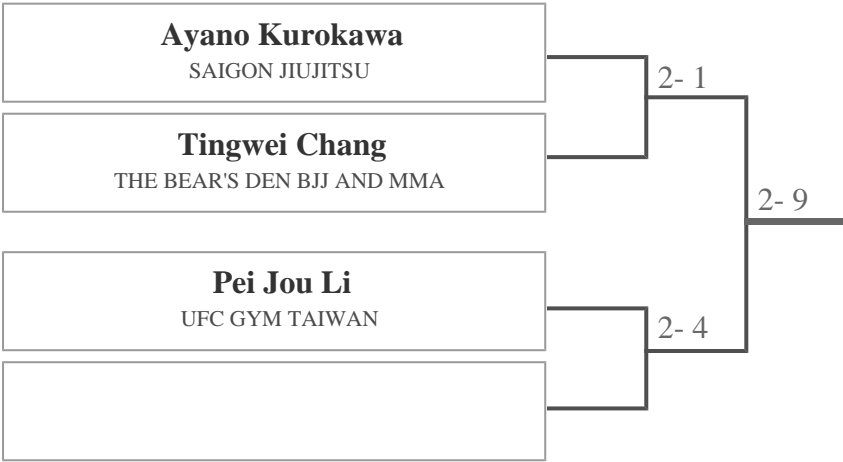 Ayano Kurokawa
SAIGON JIUJITSU
2- 1
Tingwei Chang
THE BEAR'S DEN BJJ AND MMA
2- 9
Pei Jou Li
UFC GYM TAIWAN
2- 4